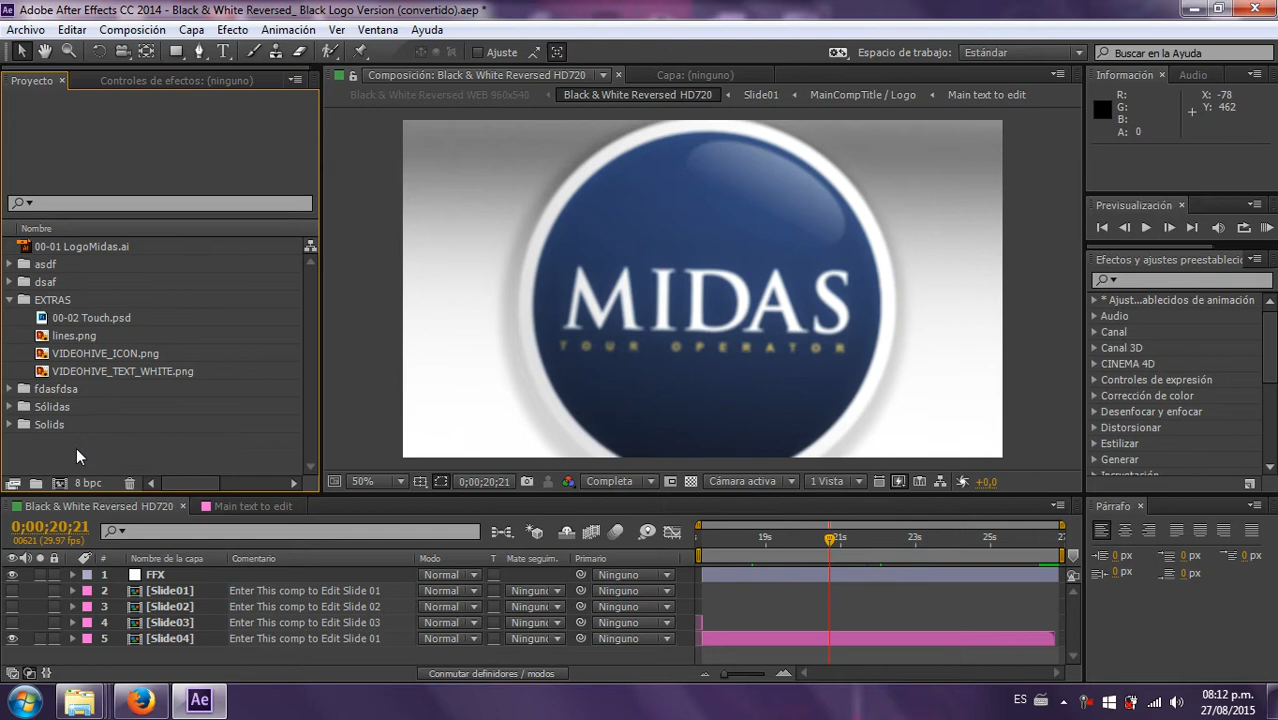 Adobe After Effects CC 2014 - Black & White Reversed_ Black Logo Version (convertido).aep *
Archivo Editar Composición Capa Efecto Animación Ver Ventana Ayuda
Ajuste Espacio de trabajo: Estándar Buscar en la Ayuda
Proyecto Controles de efectos: (ninguno) Composición: Black & White Reversed HD720 Capa: (ninguno) Información Audio
Black & White Reversed WEB 960x540 Black & White Reversed HD720 Slide01 MainCompTitle / Logo Main text to edit
R: X: -78
G: Y: 462
B:
A: 0
Previsualización
Nombre
00-01 LogoMidas.ai
asdf
dsaf
EXTRAS
00-02 Touch.psd
lines.png
VIDEOHIVE_ICON.png
VIDEOHIVE_TEXT_WHITE.png
fdasfdsa
Sólidas
Solids
8 bpc
MIDAS
YOUR OPERATOR
50% 0;00;20;21 Completa Cámara activa 1 Vista +0,0
Efectos y ajustes preestablecic
* Ajust...ablecidos de animación
Audio
Canal
Canal 3D
CINEMA 4D
Controles de expresión
Corrección de color
Desenfocar y enfocar
Distorsionar
Estilizar
Generar
Black & White Reversed HD720 Main text to edit
0;00;20;21
00621 (29.97 fps)
19s 21s 23s 25s 27
# Nombre de la capa Comentario Modo T Mate seguim. Primario
1 FFX Normal Ninguno
2 [Slide01] Enter This comp to Edit Slide 01 Normal Ninguno Ninguno
3 [Slide02] Enter This comp to Edit Slide 02 Normal Ninguno Ninguno
4 [Slide03] Enter This comp to Edit Slide 03 Normal Ninguno Ninguno
5 [Slide04] Enter This comp to Edit Slide 01 Normal Ninguno Ninguno
Conmutar definidores / modos
Párrafo
0 px 0 px 0 px
0 px 0 px
Ae ES 08:12 p.m.
27/08/2015